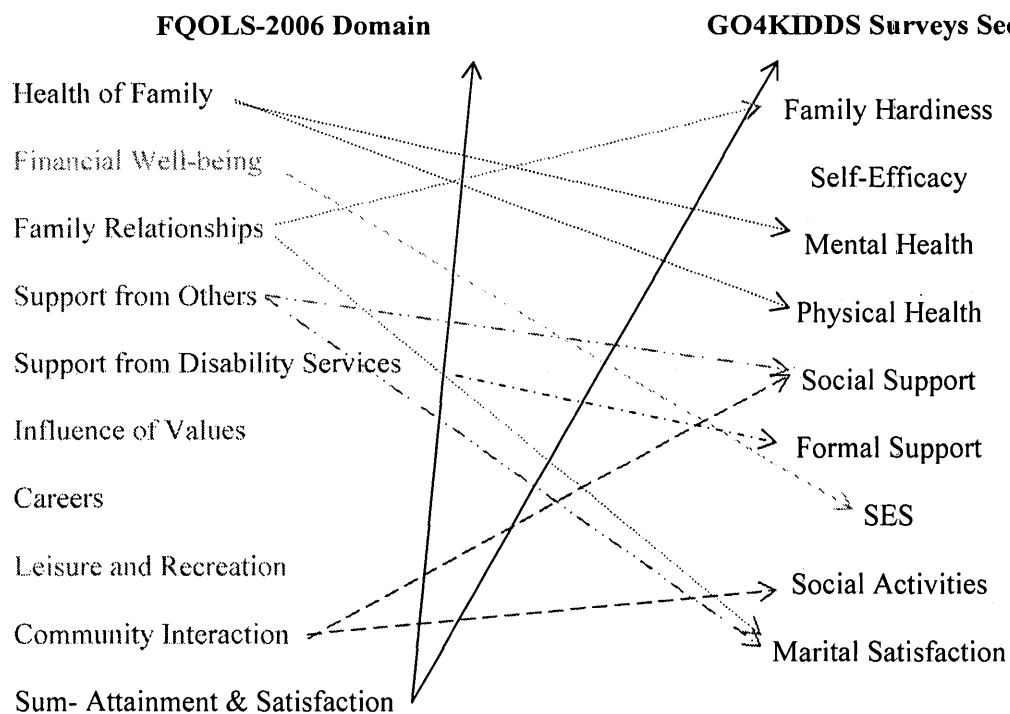 FQOLS-2006 Domain
GO4KIDDS Surveys Sec
Health of Family
Financial Well-being
Family Relationships
Support from Others
Support from Disability Services
Influence of Values
Careers
Leisure and Recreation
Community Interaction
Sum- Attainment & Satisfaction
Family Hardiness
Self-Efficacy
Mental Health
Physical Health
Social Support
Formal Support
SES
Social Activities
Marital Satisfaction